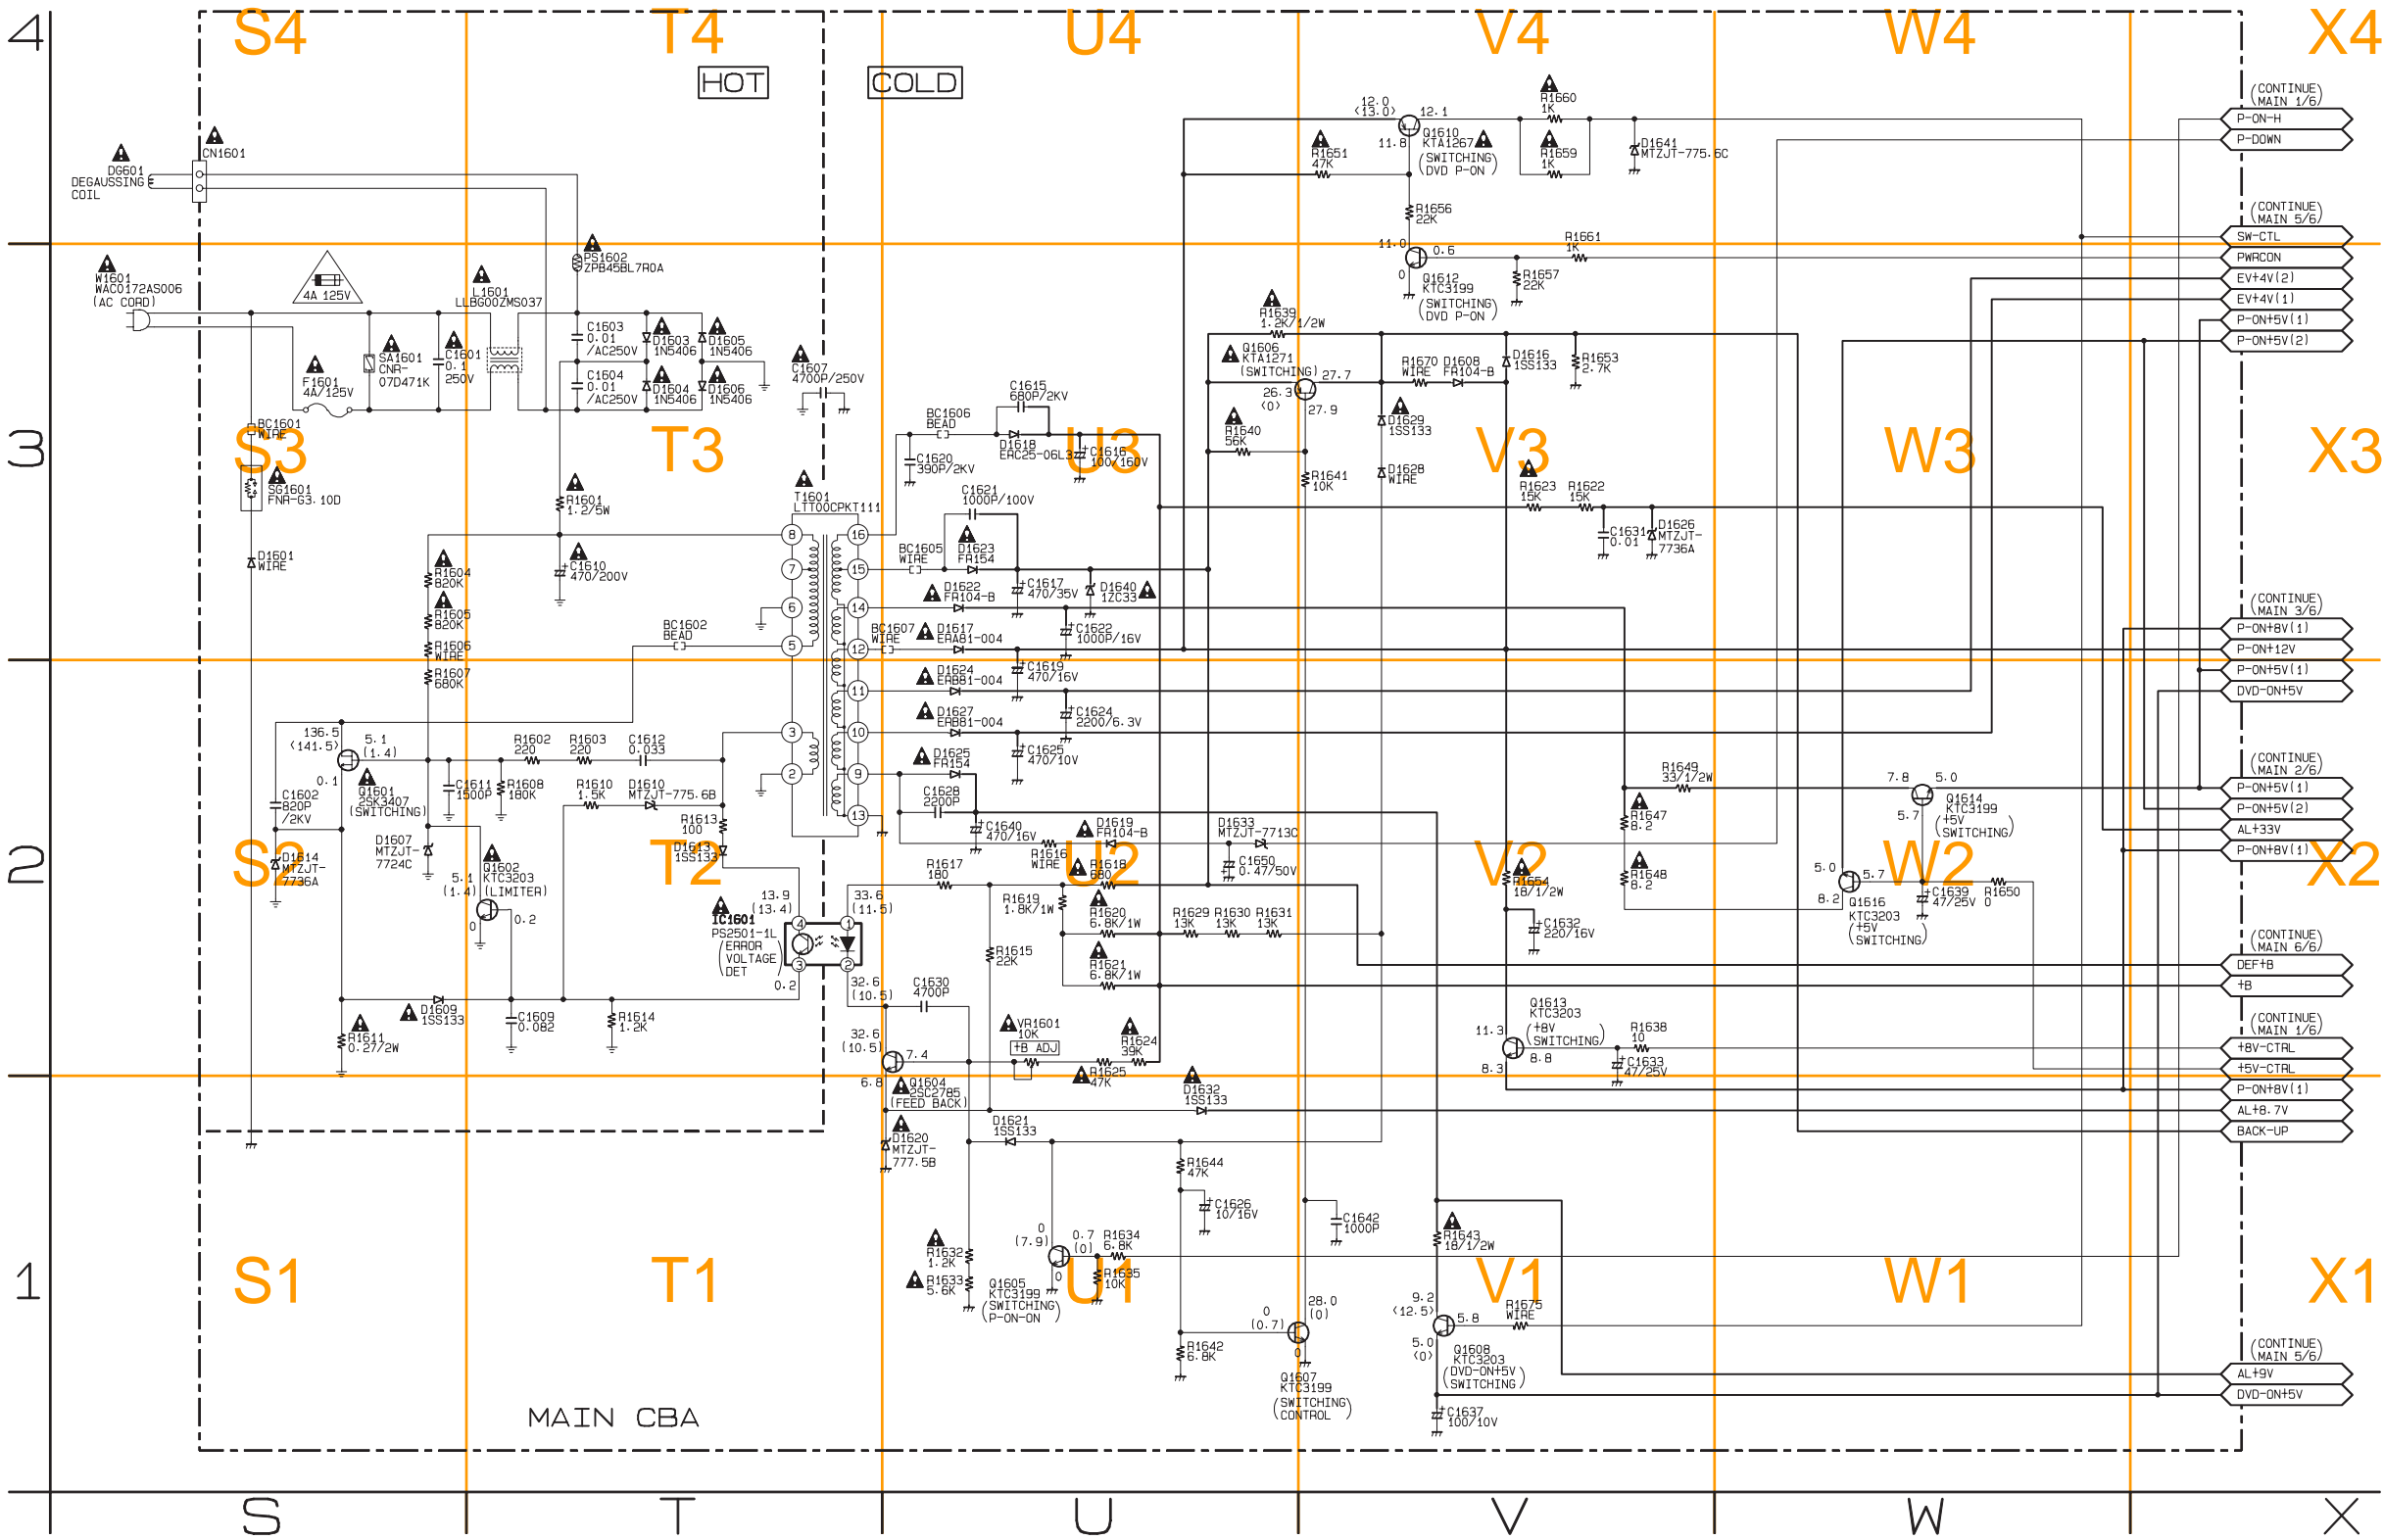 4
S4
T4
U4
V4
W4
X4
HOT
COLD
CN1601
DG601
DEGAUSSING
COIL
12.0
(13.0)
12.1
11.8
Q1610
KTA1267
(SWITCHING
DVD P-ON)
R1651
47K
R1660
1K
R1659
1K
D1641
MTZJT-775.6C
R1656
22K
(CONTINUE
MAIN 1/6)
P-ON-H
P-DOWN
(CONTINUE
MAIN 5/6)
SW-CTL
PWRCON
EV+4V(2)
EV+4V(1)
P-ON+5V(1)
P-ON+5V(2)
11.0
0.6
0
Q1612
KTC3199
(SWITCHING
DVD P-ON)
R1661
1K
R1657
22K
3
S3
T3
U3
V3
W3
X3
W1601
WAC0172AS006
(AC CORD)
4A 125V
L1601
LLBG00ZMS037
PS1602
ZPB45BL7R0A
F1601
4A/125V
SA1601
CNR-
07D471K
C1601
0.1
250V
C1603
0.01
/AC250V
C1604
0.01
/AC250V
D1603
1N5406
D1605
1N5406
D1604
1N5406
D1606
1N5406
C1607
4700P/250V
BC1601
WIRE
SG1601
FNR-G3.10D
D1601
WIRE
R1601
1.2/5W
C1610
470/200V
R1604
820K
R1605
820K
R1606
WIRE
R1607
680K
BC1602
BEAD
T1601
LTT00CPKT111
8
7
6
5
3
2
16
15
14
12
11
10
9
13
BC1606
BEAD
C1615
680P/2KV
D1618
ERC25-06L3
C1616
100/160V
C1620
390P/2KV
C1621
1000P/100V
BC1605
WIRE
D1623
FR154
D1622
FR104-B
C1617
470/35V
D1640
1ZC33
BC1607
WIRE
D1617
ERA81-004
C1622
1000P/16V
D1624
ERB81-004
C1619
470/16V
D1627
ERB81-004
C1624
2200/6.3V
C1625
470/10V
D1625
FR154
C1628
2200P
C1640
470/16V
R1639
1.2K/1/2W
Q1606
KTA1271
(SWITCHING)
27.7
26.3
(0)
27.9
R1640
56K
R1641
10K
R1670
WIRE
D1608
FR104-B
D1616
1SS133
R1653
2.7K
D1629
1SS133
D1628
WIRE
R1623
15K
R1622
15K
C1631
0.01
D1626
MTZJT-
7736A
(CONTINUE
MAIN 3/6)
P-ON+8V(1)
P-ON+12V
P-ON+5V(1)
DVD-ON+5V
2
S2
T2
U2
V2
W2
X2
136.5
(141.5)
5.1
(1.4)
0.1
Q1601
2SK3407
(SWITCHING)
C1602
820P
/2KV
D1614
MTZJT-
7736A
C1611
1500P
R1608
180K
R1602
220
R1603
220
C1612
0.033
R1610
1.5K
D1610
MTZJT-775.6B
R1613
100
D1613
1SS133
D1607
MTZJT-
7724C
Q1602
KTC3203
(LIMITER)
5.1
(1.4)
0
0.2
IC1601
PS2501-1L
(ERROR
VOLTAGE
DET)
13.9
(13.4)
33.6
(11.5)
4
1
3
2
0.2
32.6
(10.5)
D1609
1SS133
R1611
0.27/2W
C1609
0.082
R1614
1.2K
C1630
4700P
32.6
(10.5)
7.4
6.8
Q1604
2SC2785
(FEED BACK)
D1620
MTZJT-
777.5B
R1617
180
R1616
WIRE
D1619
FR104-B
D1633
MTZJT-7713C
C1650
0.47/50V
R1618
680
R1619
1.8K/1W
R1620
6.8K/1W
R1621
6.8K/1W
R1629
13K
R1630
13K
R1631
13K
R1615
22K
VR1601
10K
+B ADJ
R1624
39K
R1625
47K
D1632
1SS133
D1621
1SS133
R1649
33/1/2W
R1647
8.2
R1648
8.2
R1654
18/1/2W
C1632
220/16V
Q1613
KTC3203
(+8V
SWITCHING)
11.3
8.8
8.3
R1638
10
C1633
47/25V
7.8
5.0
5.7
Q1614
KTC3199
(+5V
SWITCHING)
5.0
5.7
8.2
Q1616
KTC3203
(+5V
SWITCHING)
C1639
47/25V
R1650
0
(CONTINUE
MAIN 2/6)
P-ON+5V(1)
P-ON+5V(2)
AL+33V
P-ON+8V(1)
(CONTINUE
MAIN 6/6)
DEF+B
+B
(CONTINUE
MAIN 1/6)
+8V-CTRL
+5V-CTRL
P-ON+8V(1)
AL+8.7V
BACK-UP
1
S1
T1
U1
V1
W1
X1
R1644
47K
C1626
10/16V
R1632
1.2K
R1633
5.6K
0
(7.9)
0.7
(0)
0
Q1605
KTC3199
(SWITCHING
P-ON-ON)
R1634
6.8K
R1635
10K
R1642
6.8K
C1642
1000P
0
(0.7)
28.0
(0)
0
Q1607
KTC3199
(SWITCHING
CONTROL)
R1643
18/1/2W
9.2
(12.5)
5.8
5.0
(0)
R1675
WIRE
Q1608
KTC3203
(DVD-ON+5V
SWITCHING)
C1637
100/10V
(CONTINUE
MAIN 5/6)
AL+9V
DVD-ON+5V
MAIN CBA
S
T
U
V
W
X